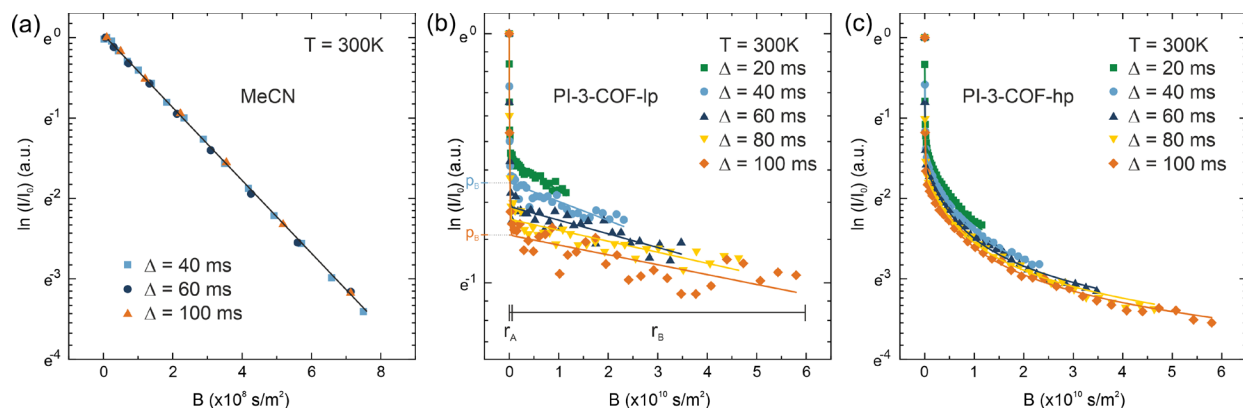 (a)
T = 300K
MeCN
Δ = 40 ms
Δ = 60 ms
Δ = 100 ms
e⁰
e⁻¹
e⁻²
e⁻³
e⁻⁴
ln (I/I₀) (a.u.)
0 2 4 6 8
B (x10⁸ s/m²)
(b)
T = 300K
PI-3-COF-lp
Δ = 20 ms
Δ = 40 ms
Δ = 60 ms
Δ = 80 ms
Δ = 100 ms
e⁰
p_B
p_B
e⁻¹
ln (I/I₀) (a.u.)
r_A
r_B
0 1 2 3 4 5 6
B (x10¹⁰ s/m²)
(c)
T = 300K
PI-3-COF-hp
Δ = 20 ms
Δ = 40 ms
Δ = 60 ms
Δ = 80 ms
Δ = 100 ms
e⁰
e⁻¹
e⁻²
e⁻³
e⁻⁴
ln (I/I₀) (a.u.)
0 1 2 3 4 5 6
B (x10¹⁰ s/m²)